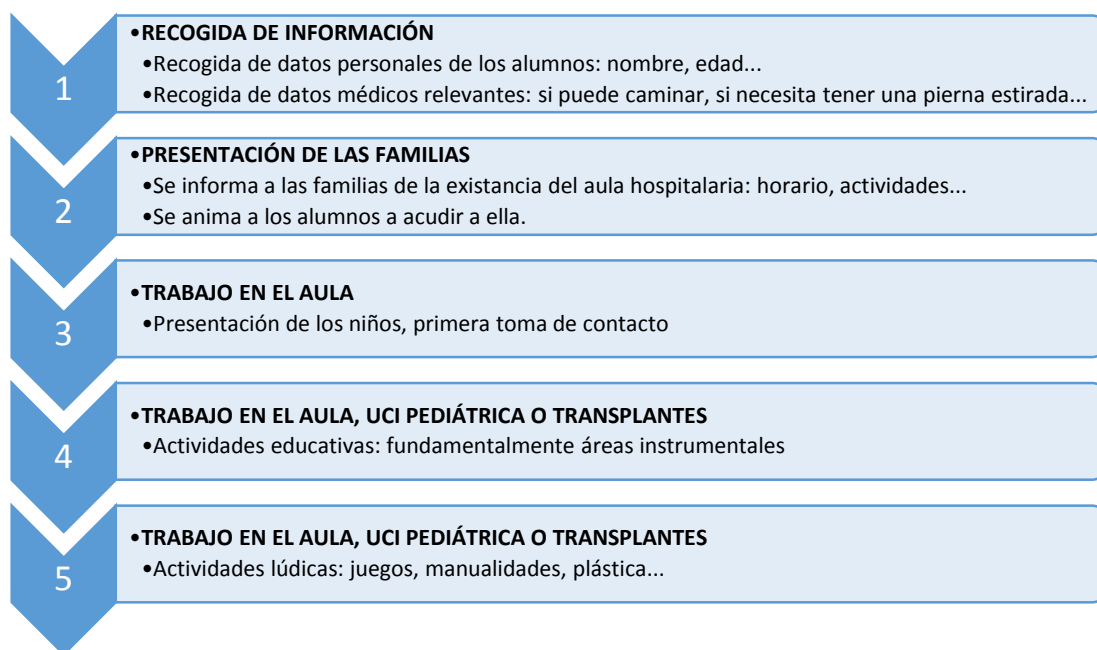 1
•RECOGIDA DE INFORMACIÓN
•Recogida de datos personales de los alumnos: nombre, edad...
•Recogida de datos médicos relevantes: si puede caminar, si necesita tener una pierna estirada...
2
•PRESENTACIÓN DE LAS FAMILIAS
•Se informa a las familias de la existancia del aula hospitalaria: horario, actividades...
•Se anima a los alumnos a acudir a ella.
3
•TRABAJO EN EL AULA
•Presentación de los niños, primera toma de contacto
4
•TRABAJO EN EL AULA, UCI PEDIÁTRICA O TRANSPLANTES
•Actividades educativas: fundamentalmente áreas instrumentales
5
•TRABAJO EN EL AULA, UCI PEDIÁTRICA O TRANSPLANTES
•Actividades lúdicas: juegos, manualidades, plástica...